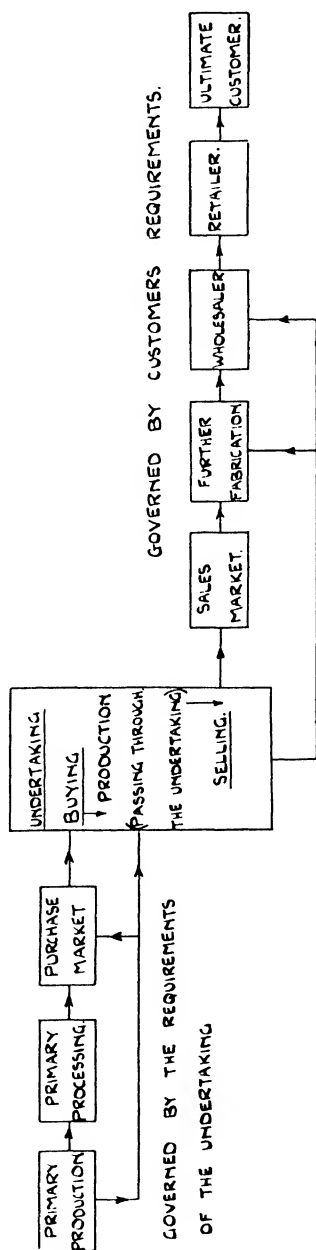 PRIMARY
PRODUCTION
PRIMARY
PROCESSING.
PURCHASE
MARKET
GOVERNED BY THE REQUIREMENTS
OF THE UNDERTAKING
UNDERTAKING
BUYING
PRODUCTION
(PASSING THROUGH
THE UNDERTAKING)
SELLING.
GOVERNED BY CUSTOMERS REQUIREMENTS.
SALES
MARKET.
FURTHER
FABRICATION
WHOLESALER
RETAILER.
ULTIMATE
CUSTOMER.